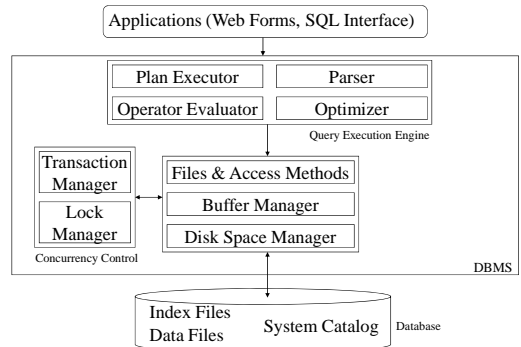 Applications (Web Forms, SQL Interface)
Plan Executor
Parser
Operator Evaluator
Optimizer
Query Execution Engine
Transaction
Manager
Lock
Manager
Concurrency Control
Files & Access Methods
Buffer Manager
Disk Space Manager
DBMS
Index Files
Data Files
System Catalog
Database